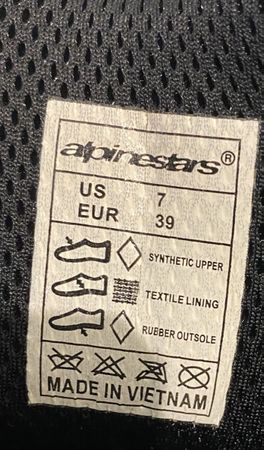 alpinestars®
US 7
EUR 39
SYNTHETIC UPPER
TEXTILE LINING
RUBBER OUTSOLE
MADE IN VIETNAM